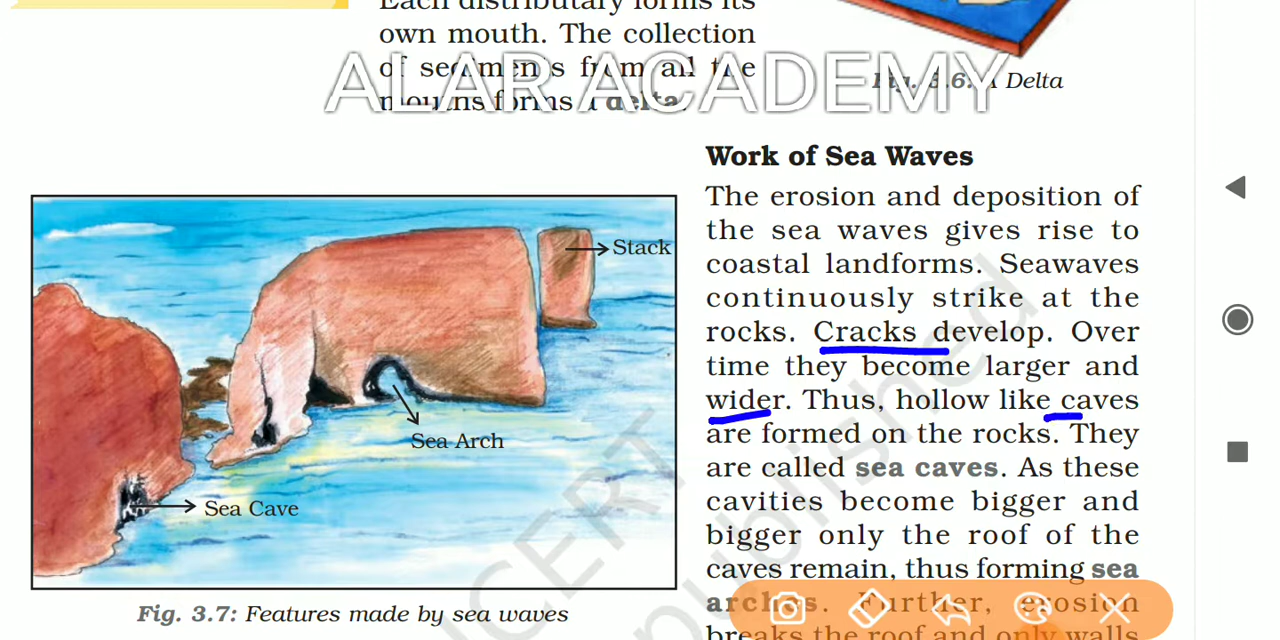 Each distributary forms its
own mouth. The collection
of sediments from all the
mouths forms a delta.
ALAR ACADEMY
Fig. 3.6: A Delta
Stack
Sea Arch
Sea Cave
Fig. 3.7: Features made by sea waves
Work of Sea Waves
The erosion and deposition of
the sea waves gives rise to
coastal landforms. Seawaves
continuously strike at the
rocks. Cracks develop. Over
time they become larger and
wider. Thus, hollow like caves
are formed on the rocks. They
are called sea caves. As these
cavities become bigger and
bigger only the roof of the
caves remain, thus forming sea
arches. Further, erosion
breaks the roof and only walls
NCERT
published